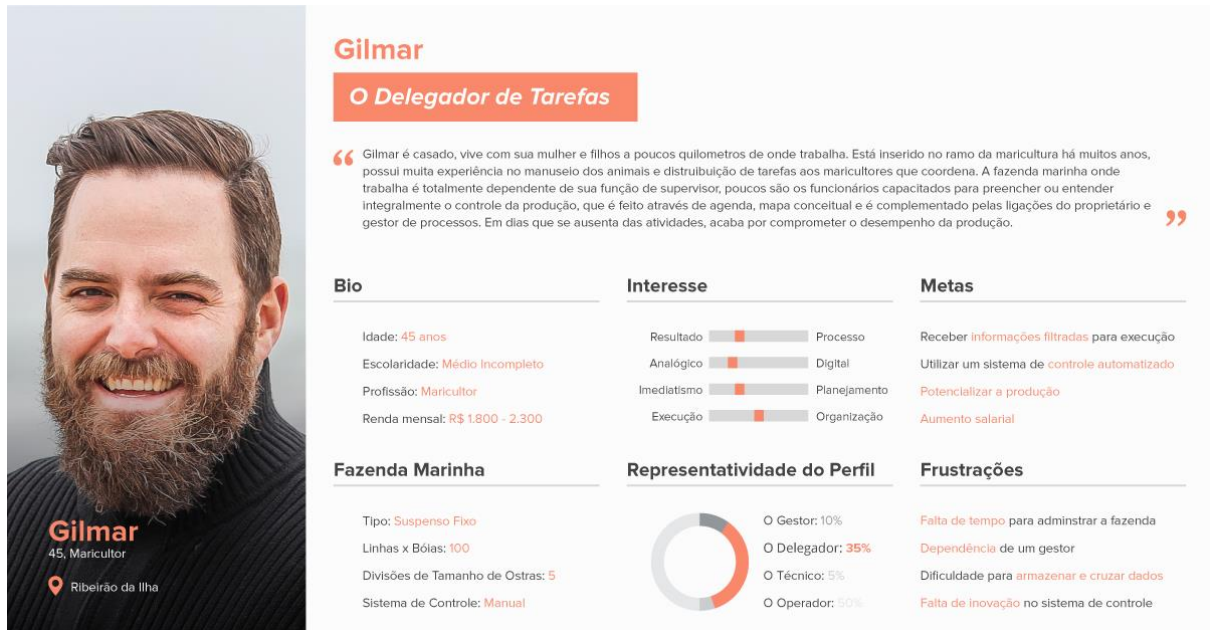 Gilmar
O Delegador de Tarefas
“ Gilmar é casado, vive com sua mulher e filhos a poucos quilometros de onde trabalha. Está inserido no ramo da maricultura há muitos anos,
possui muita experiência no manuseio dos animais e distruibuição de tarefas aos maricultores que coordena. A fazenda marinha onde
trabalha é totalmente dependente de sua função de supervisor, poucos são os funcionários capacitados para preencher ou entender
integralmente o controle da produção, que é feito através de agenda, mapa conceitual e é complementado pelas ligações do proprietário e
gestor de processos. Em dias que se ausenta das atividades, acaba por comprometer o desempenho da produção. ”
Bio
Idade: 45 anos
Escolaridade: Médio Incompleto
Profissão: Maricultor
Renda mensal: R$ 1.800 - 2.300
Interesse
Resultado Processo
Analógico Digital
Imediatismo Planejamento
Execução Organização
Metas
Receber informações filtradas para execução
Utilizar um sistema de controle automatizado
Potencializar a produção
Aumento salarial
Fazenda Marinha
Tipo: Suspenso Fixo
Linhas x Bóias: 100
Divisões de Tamanho de Ostras: 5
Sistema de Controle: Manual
Representatividade do Perfil
O Gestor: 10%
O Delegador: 35%
O Técnico: 5%
O Operador: 50%
Frustrações
Falta de tempo para adminstrar a fazenda
Dependência de um gestor
Dificuldade para armazenar e cruzar dados
Falta de inovação no sistema de controle
Gilmar
45, Maricultor
Ribeirão da Ilha